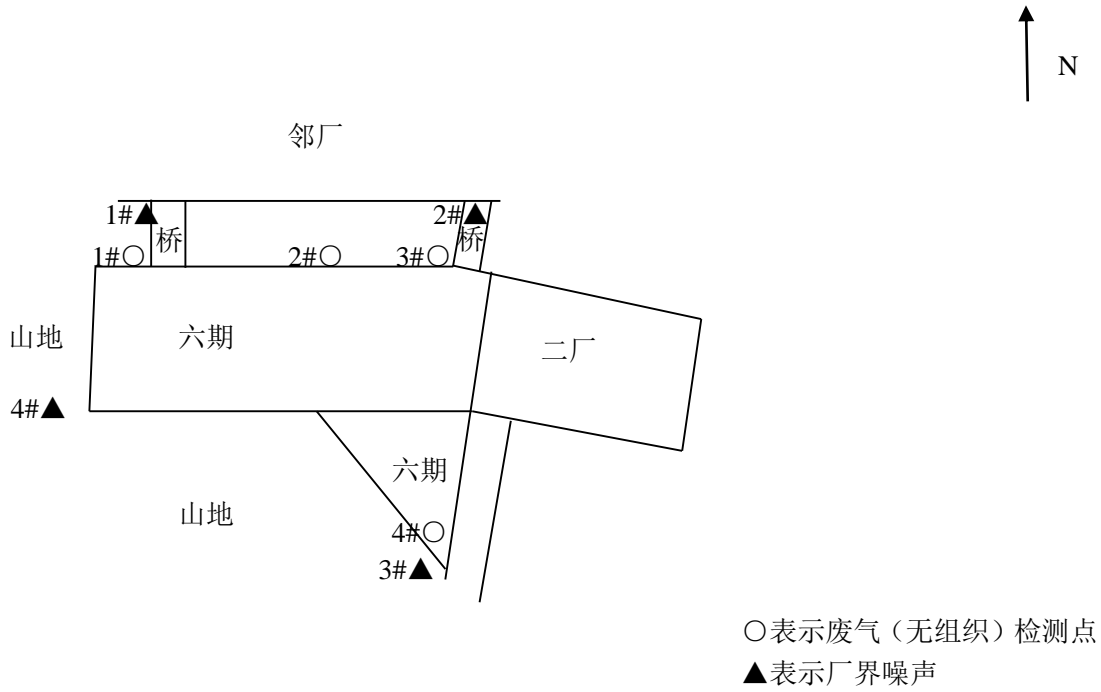 N
邻厂
1#▲
2#▲
桥
桥
1#○
2#○
3#○
山地
六期
二厂
4#▲
六期
山地
4#○
3#▲
○表示废气（无组织）检测点
▲表示厂界噪声